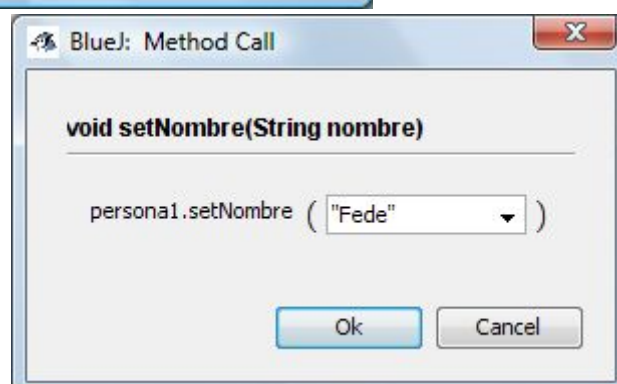 BlueJ: Method Call
void setNombre(String nombre)
persona1.setNombre ( "Fede" )
Ok Cancel